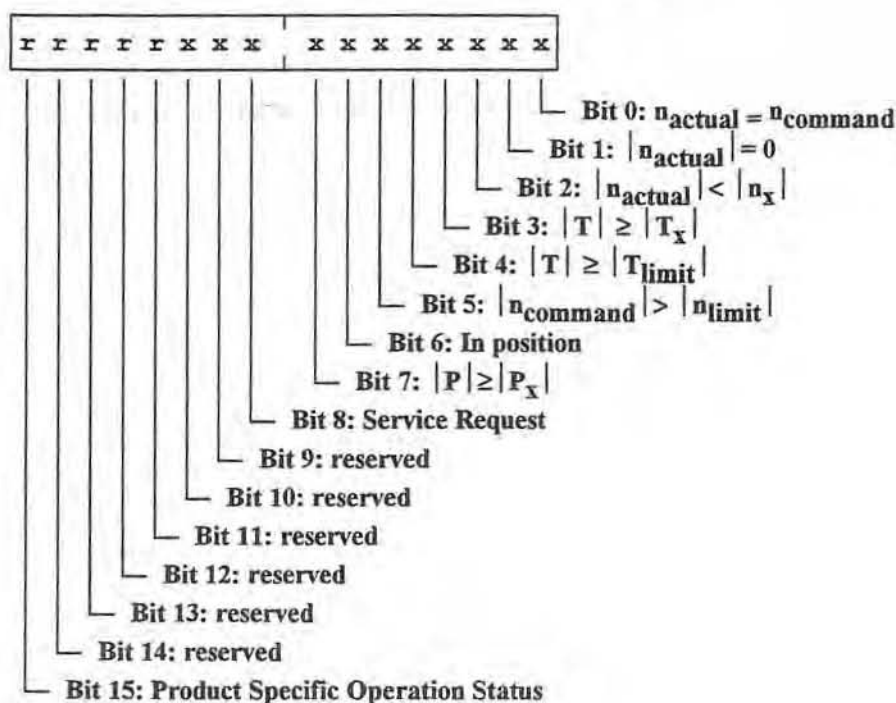 r r r r r x x x x x x x x x x x
Bit 0: n_actual = n_command
Bit 1: |n_actual| = 0
Bit 2: |n_actual| < |n_x|
Bit 3: |T| ≥ |T_x|
Bit 4: |T| ≥ |T_limit|
Bit 5: |n_command| > |n_limit|
Bit 6: In position
Bit 7: |P| ≥ |P_x|
Bit 8: Service Request
Bit 9: reserved
Bit 10: reserved
Bit 11: reserved
Bit 12: reserved
Bit 13: reserved
Bit 14: reserved
Bit 15: Product Specific Operation Status